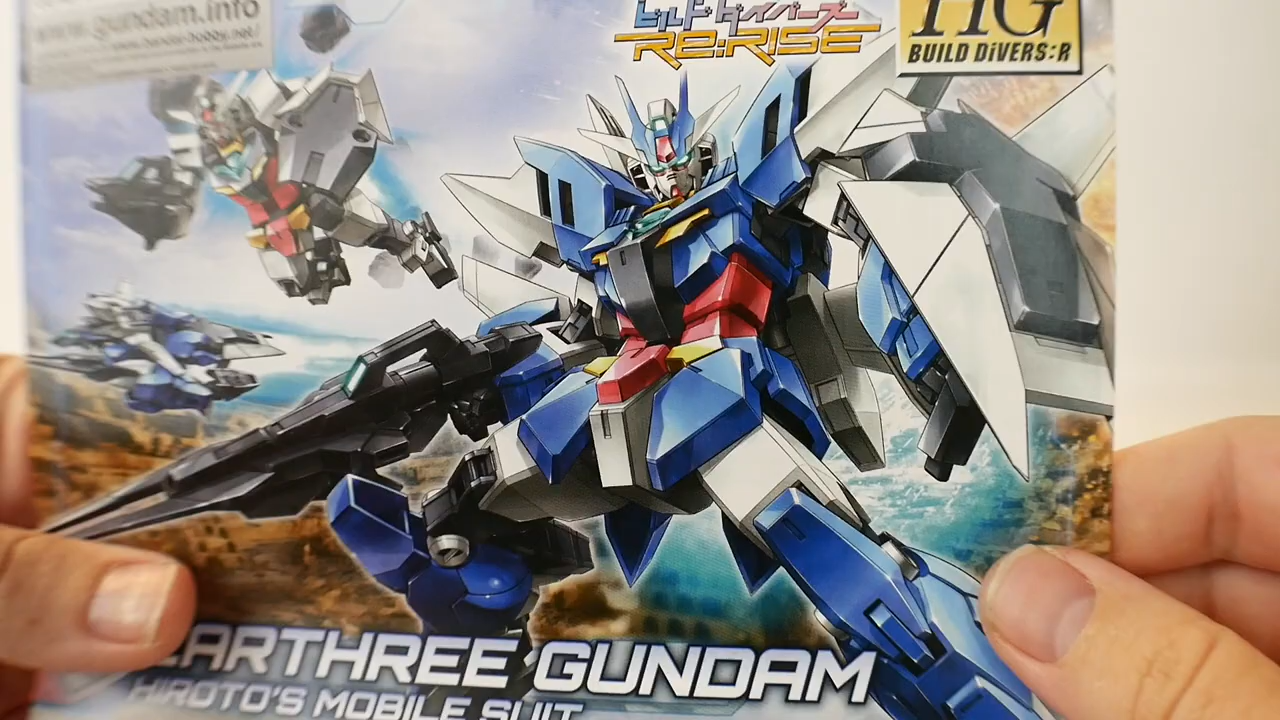 www.gundam.info
ビルドダイバーズ
Re:RISE
HG
BUILD DiVERS:R
EARTHREE GUNDAM
HIROTO'S MOBILE SUIT